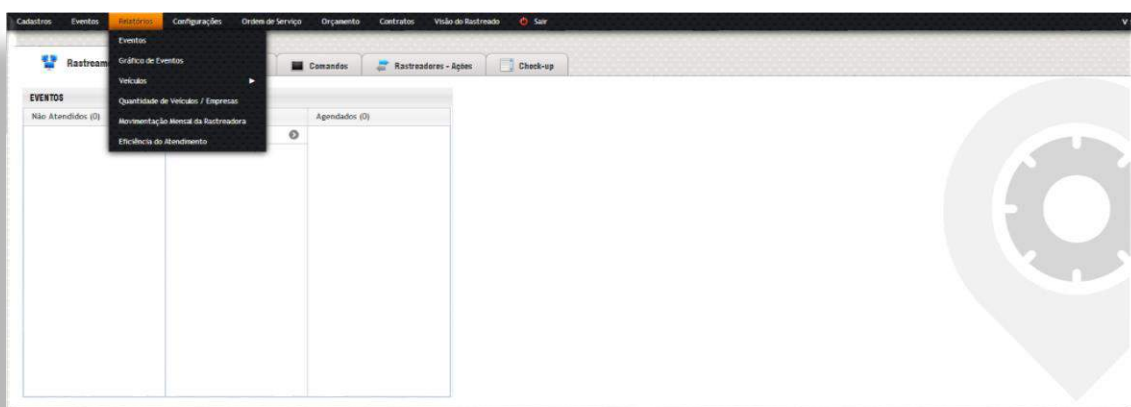 Cadastros Eventos Relatórios Configurações Ordem de Serviço Orçamento Contratos Visão do Rastreado Sair V
Eventos
Gráfico de Eventos
Veículos
Quantidade de Veículos / Empresas
Movimentação Mensal da Rastreadora
Eficiência do Atendimento
Rastream Comandos Rastreadores - Ações Check-up
EVENTOS
Não Atendidos (0) Agendados (0)